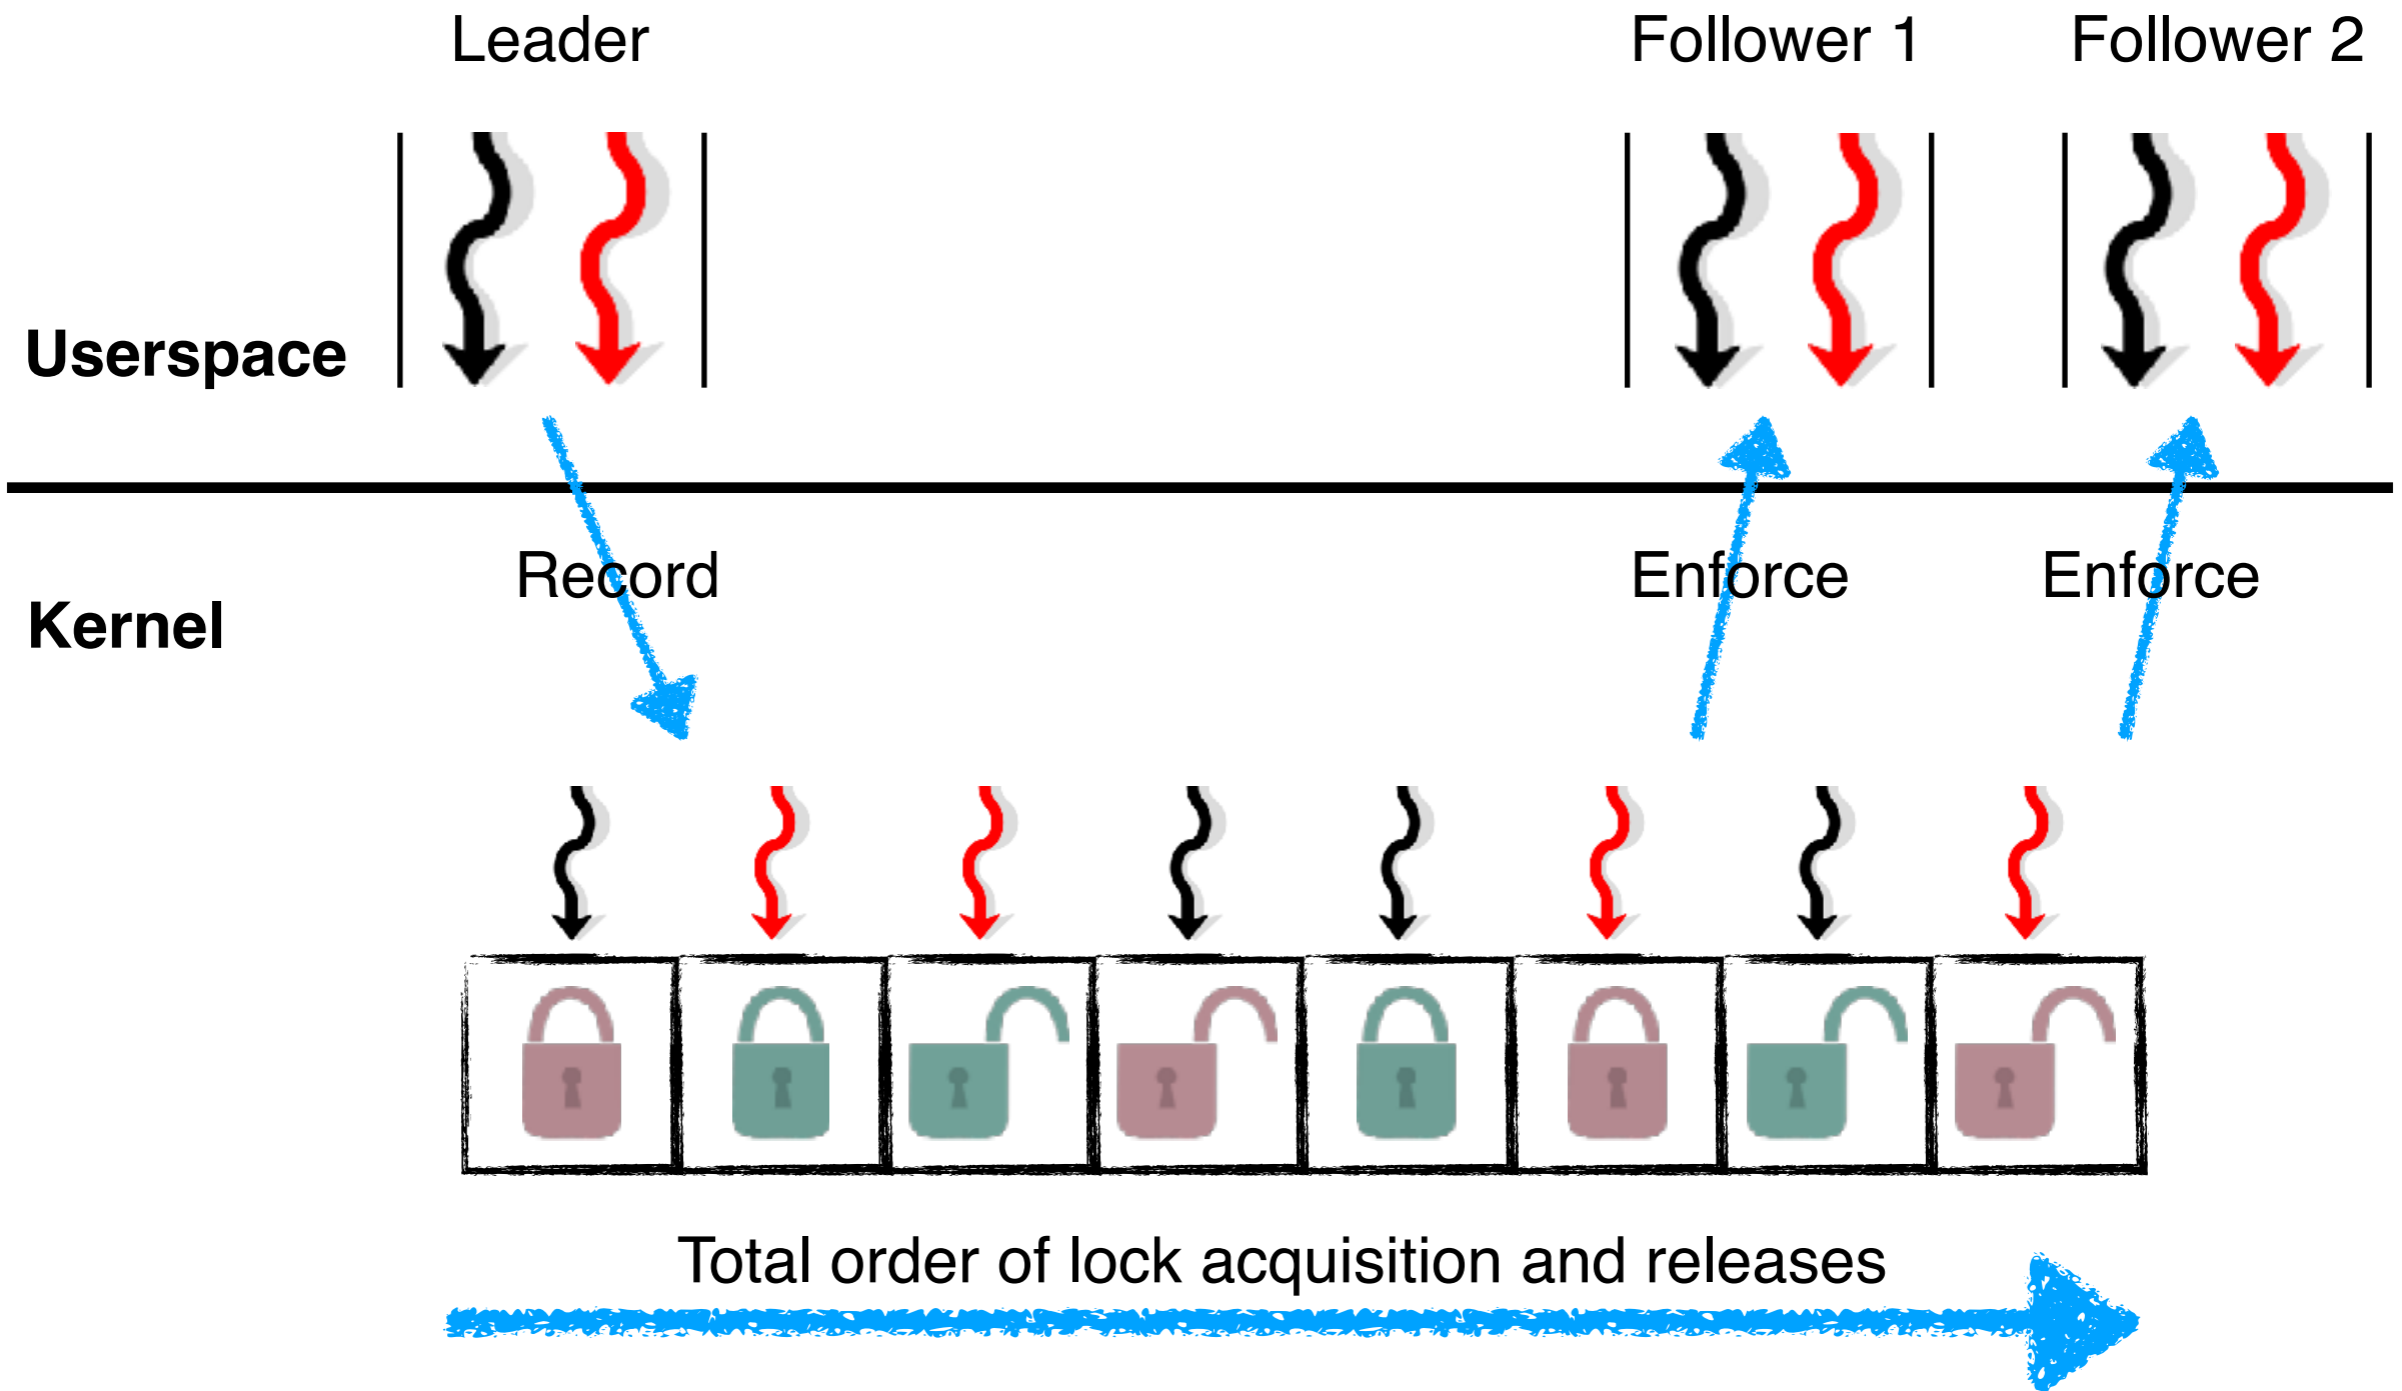 Leader
Follower 1
Follower 2
Userspace
Record
Enforce
Enforce
Kernel
Total order of lock acquisition and releases